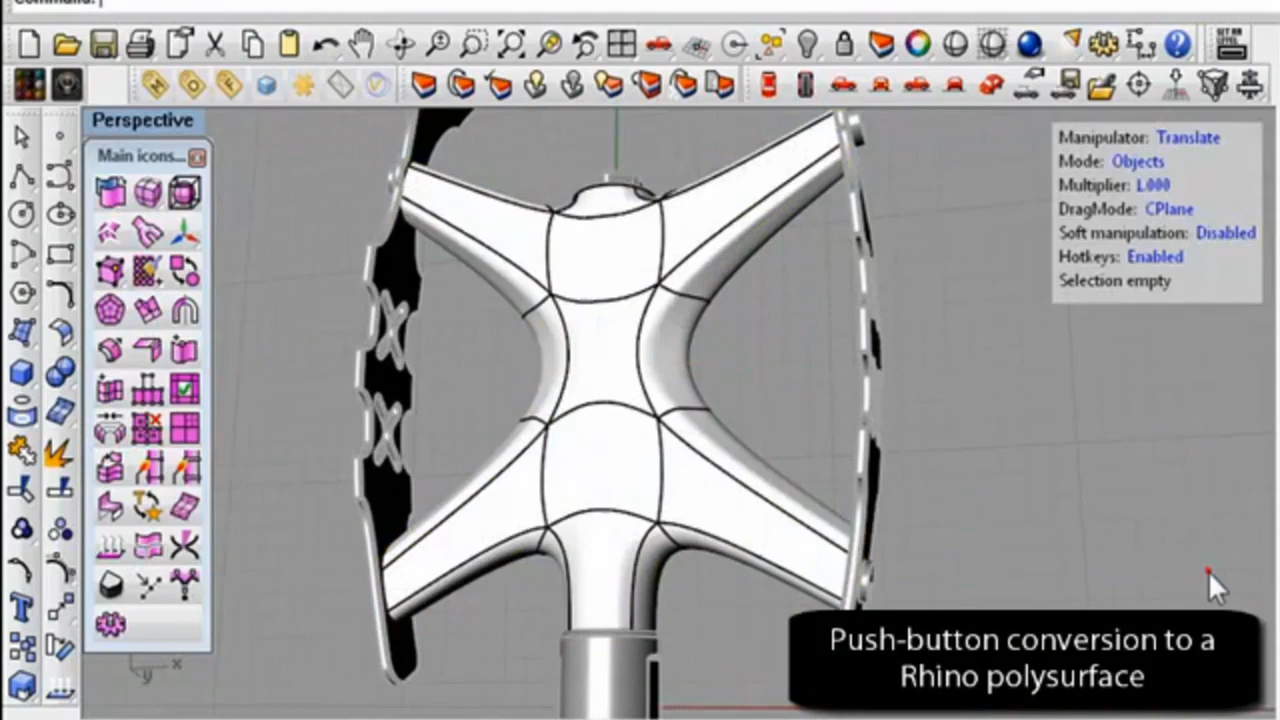 Command:
Perspective
Main icons...
Manipulator: Translate
Mode: Objects
Multiplier: 1.000
DragMode: CPlane
Soft manipulation: Disabled
Hotkeys: Enabled
Selection empty
Push-button conversion to a
Rhino polysurface
x
y